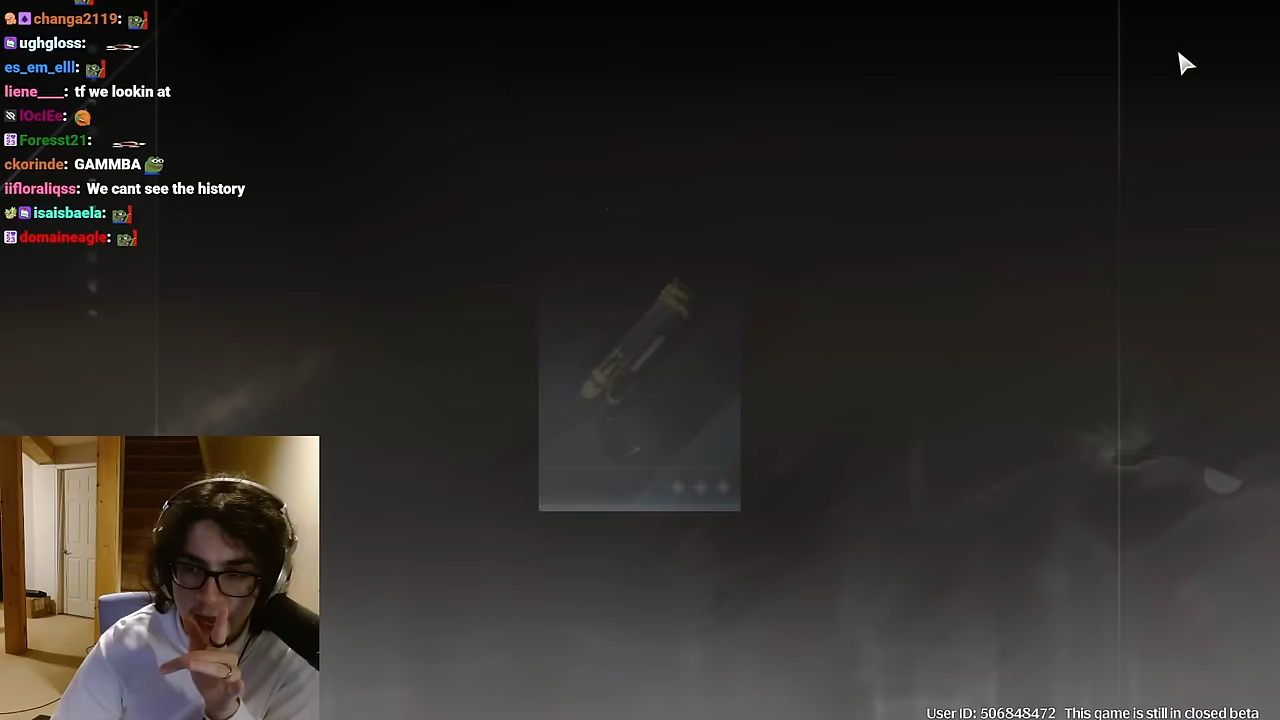 changa2119:
ughgloss:
es_em_elll:
liene___: tf we lookin at
lOclEe:
Foresst21:
ckorinde: GAMMBA
iifloraliqss: We cant see the history
isaisbaela:
domaineagle:
User ID: 506848472 This game is still in closed beta